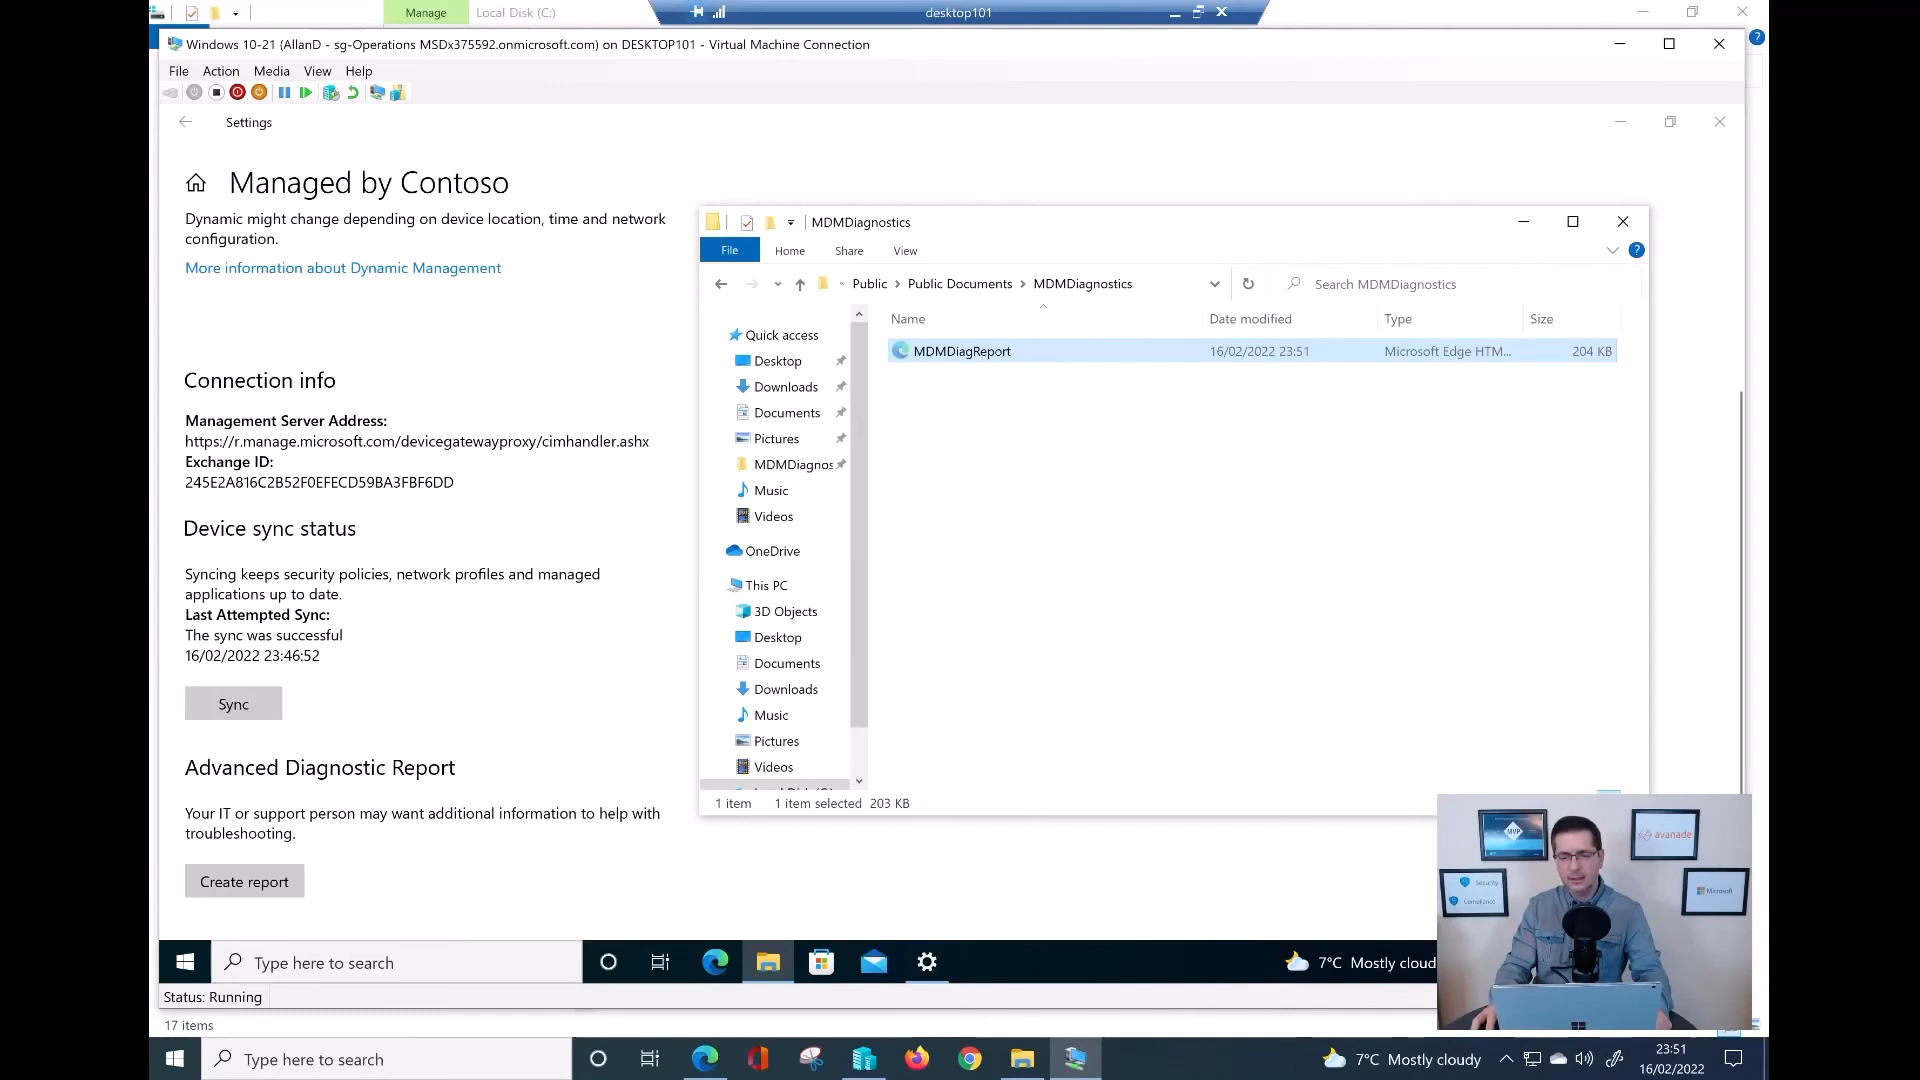 Manage
Local Disk (C:)
desktop101
Windows 10-21 (AllanD - sg-Operations MSDx375592.onmicrosoft.com) on DESKTOP101 - Virtual Machine Connection
File Action Media View Help
Settings
Managed by Contoso
Dynamic might change depending on device location, time and network
configuration.
More information about Dynamic Management
Connection info
Management Server Address:
https://r.manage.microsoft.com/devicegatewayproxy/cimhandler.ashx
Exchange ID:
245E2A816C2B52F0EFECD59BA3FBF6DD
Device sync status
Syncing keeps security policies, network profiles and managed
applications up to date.
Last Attempted Sync:
The sync was successful
16/02/2022 23:46:52
Sync
Advanced Diagnostic Report
Your IT or support person may want additional information to help with
troubleshooting.
Create report
MDMDiagnostics
File Home Share View
« Public > Public Documents > MDMDiagnostics
Search MDMDiagnostics
Name Date modified Type Size
MDMDiagReport 16/02/2022 23:51 Microsoft Edge HTM... 204 KB
Quick access
Desktop
Downloads
Documents
Pictures
MDMDiagnos
Music
Videos
OneDrive
This PC
3D Objects
Desktop
Documents
Downloads
Music
Pictures
Videos
1 item 1 item selected 203 KB
MVP
avanade
Security
Compliance
Microsoft
Type here to search
7°C Mostly cloud
Status: Running
17 items
Type here to search
7°C Mostly cloudy
23:51
16/02/2022